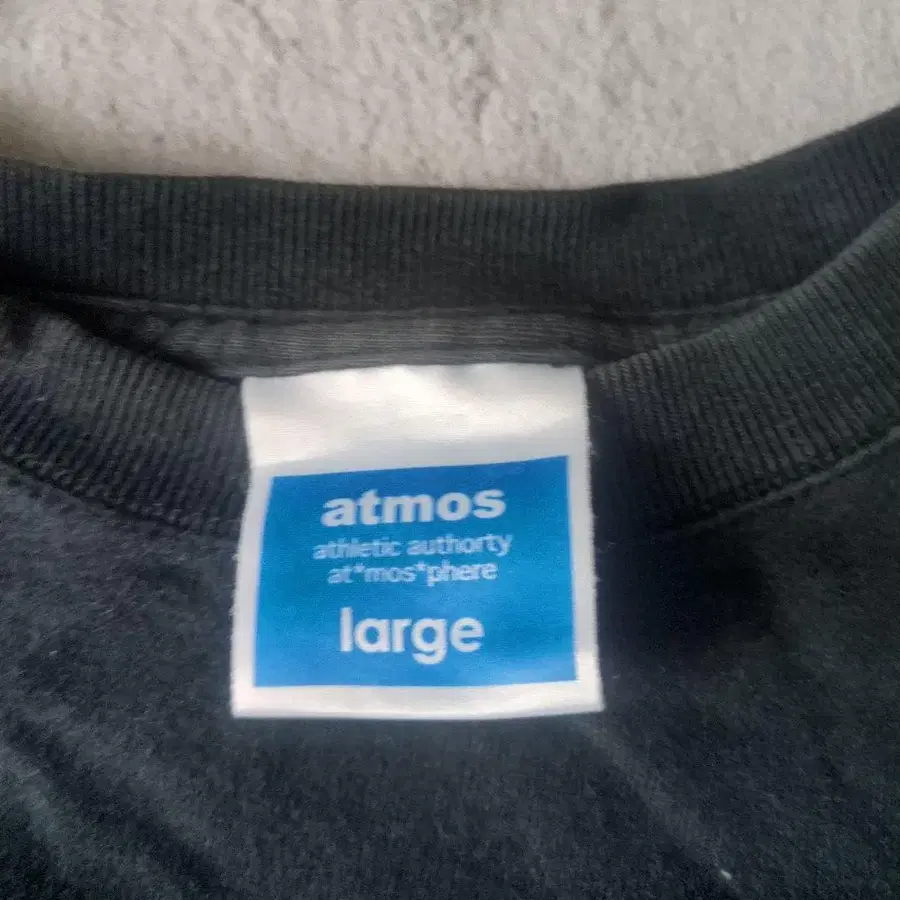 atmos
athletic authorty
at*mos*phere
large